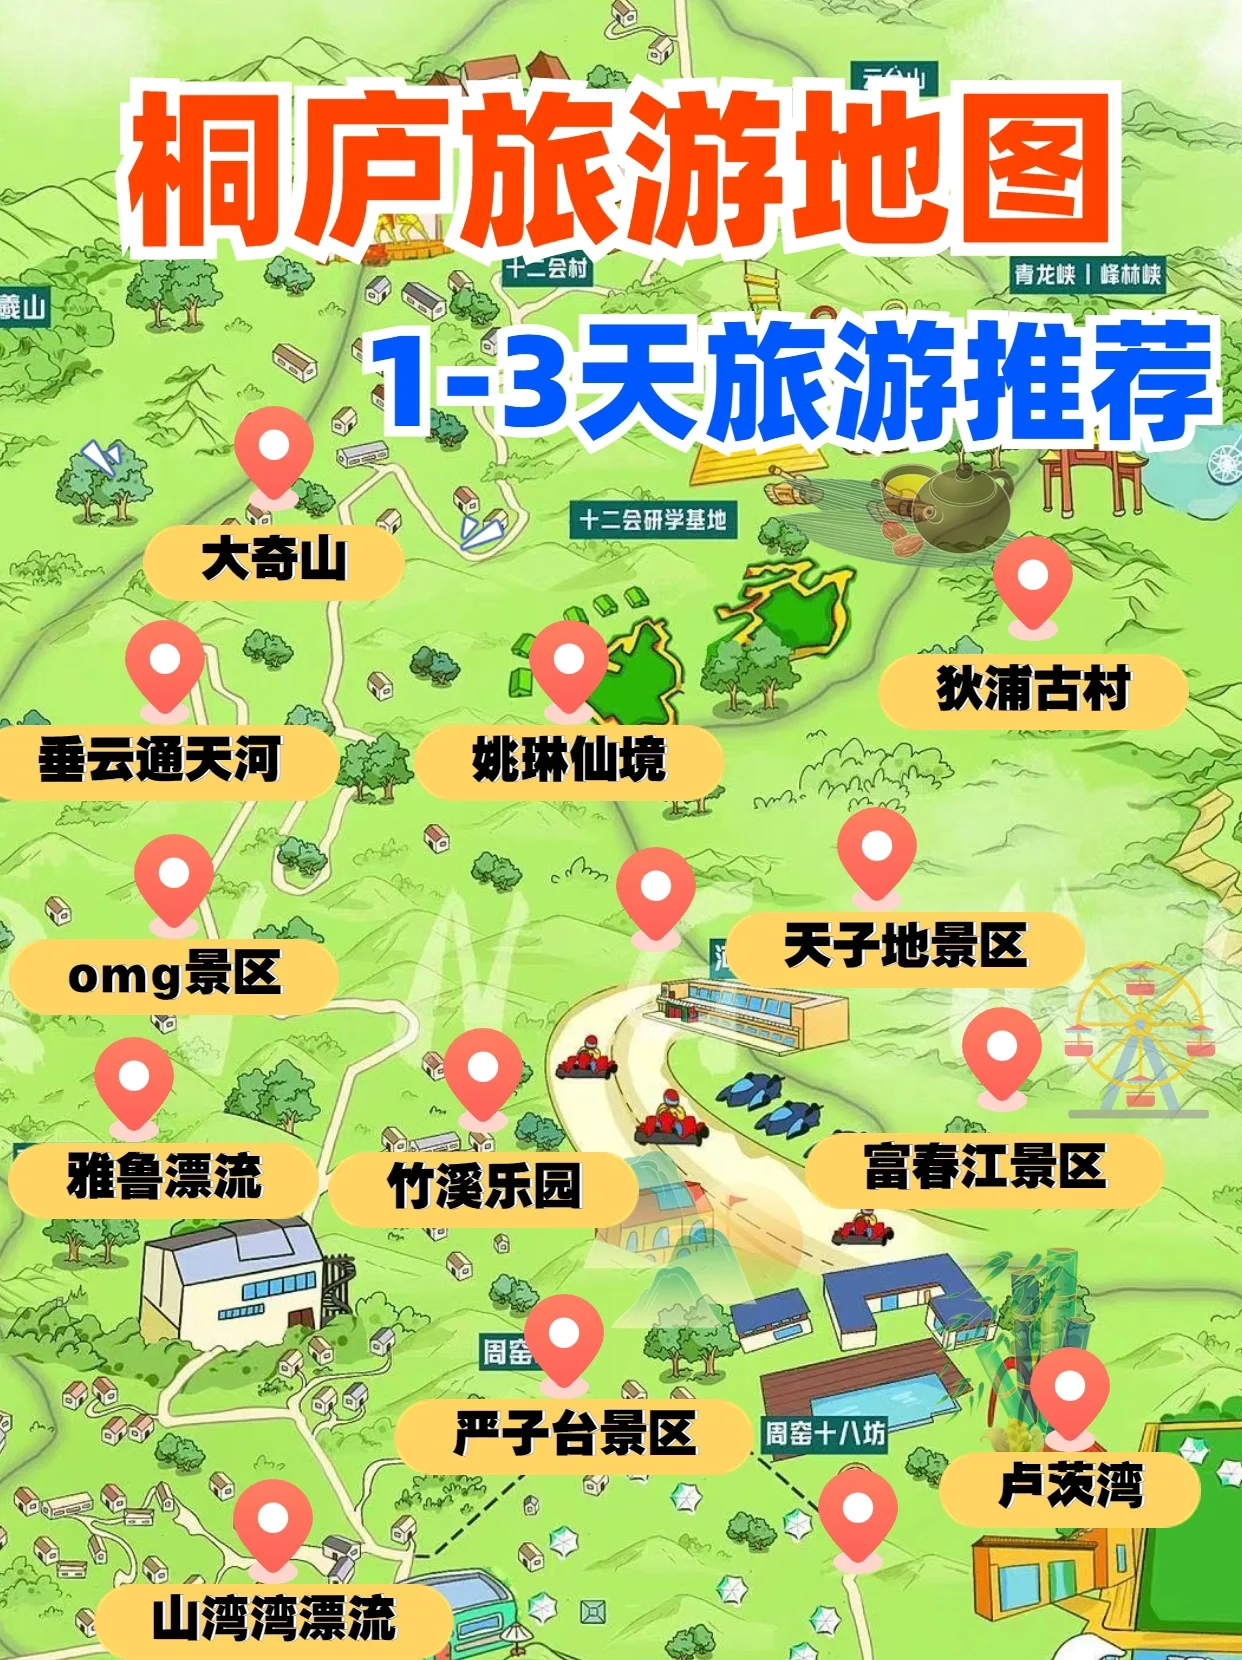 桐庐旅游地图
十二会村
青龙峡 | 峰林峡
羲山
1-3天旅游推荐
十二会研学基地
大奇山
狄浦古村
垂云通天河
姚琳仙境
天子地景区
omg景区
富春江景区
雅鲁漂流
竹溪乐园
周窑
严子台景区
周窑十八坊
卢茨湾
山湾湾漂流